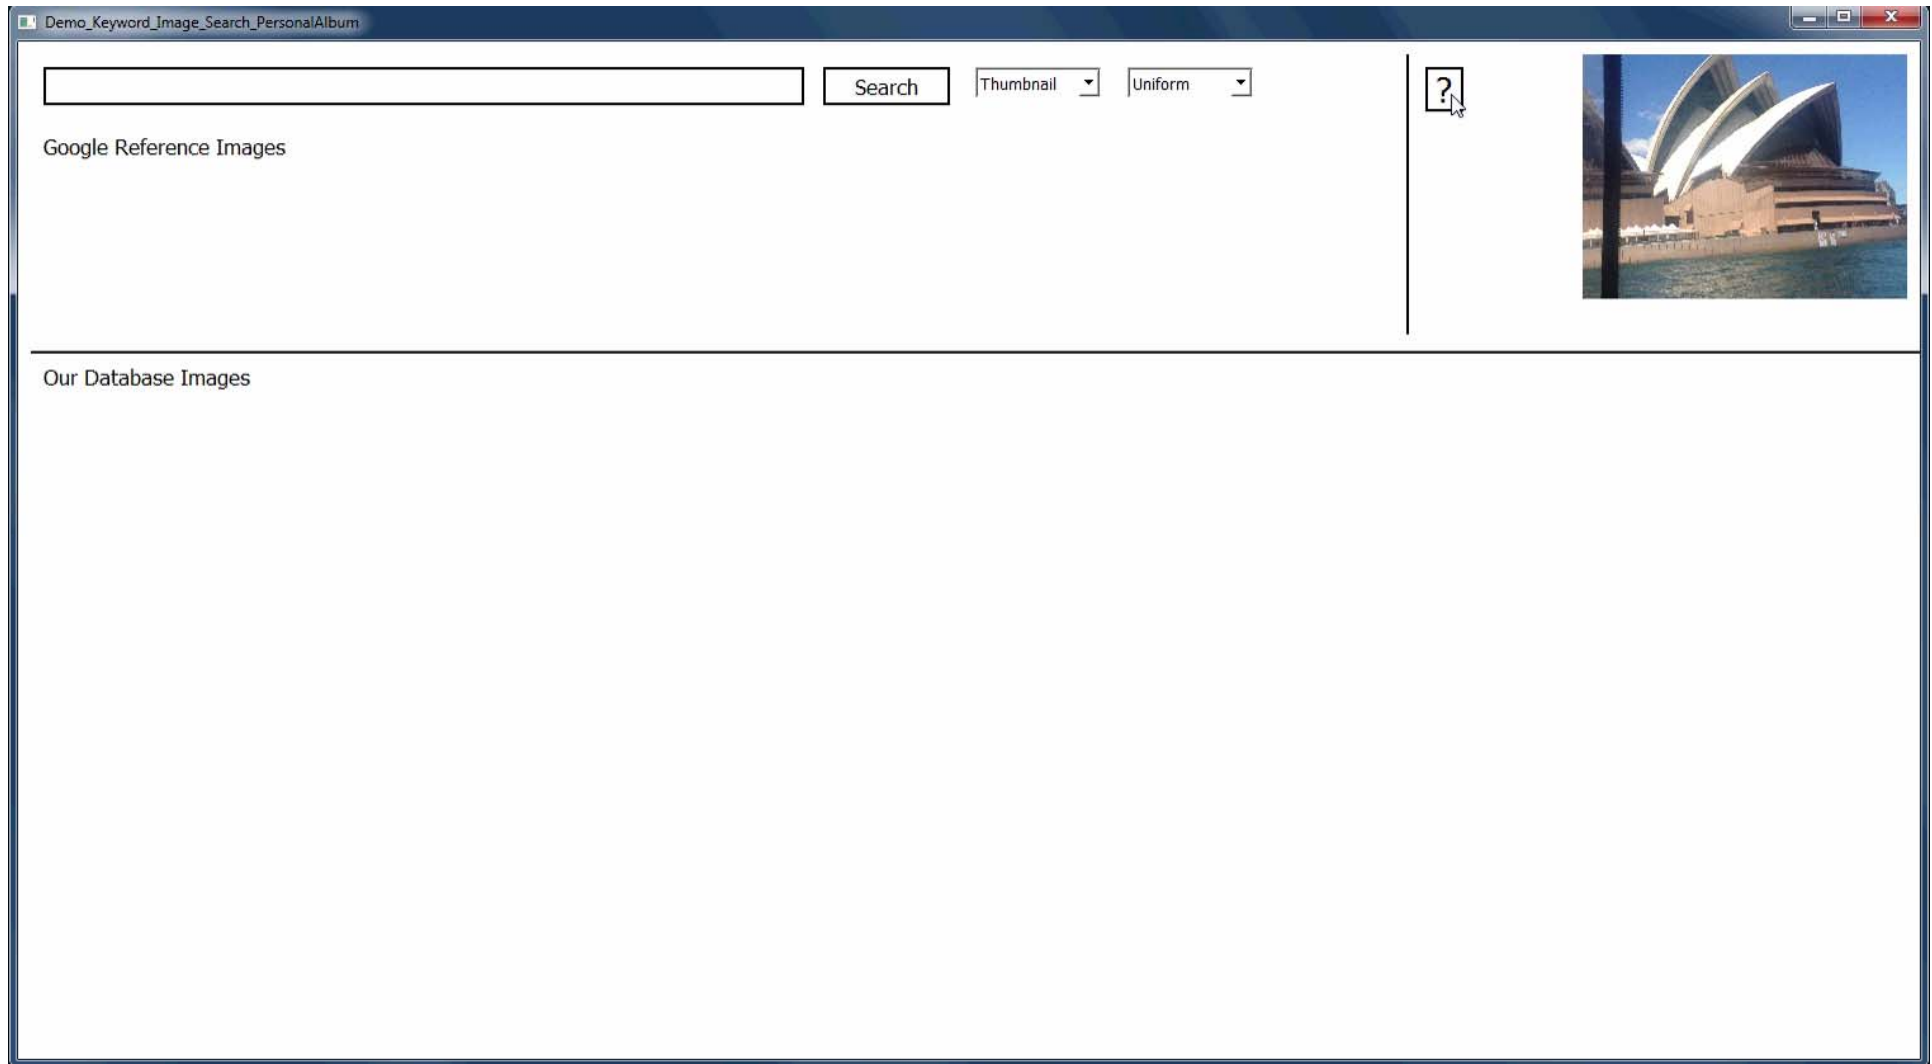 Demo_Keyword_Image_Search_PersonalAlbum
Search
Thumbnail
Uniform
?
Google Reference Images
Our Database Images